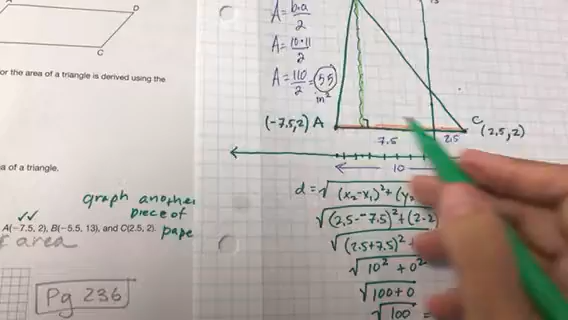 D
C
or the area of a triangle is derived using the
a of a triangle.
graph another
piece of
pape
A(−7.5, 2), B(−5.5, 13), and C(2.5, 2).
area
Pg 236
A = b·a/2
A = 10·11/2
A = 110/2 = 55
in²
(-7.5,2) A
C (2.5,2)
7.5 2.5
10
d = √(x₂-x₁)²+(y₂
√(2.5--7.5)²+(2-2
√(2.5+7.5)²+
√10²+0²
√100+0
√100 =